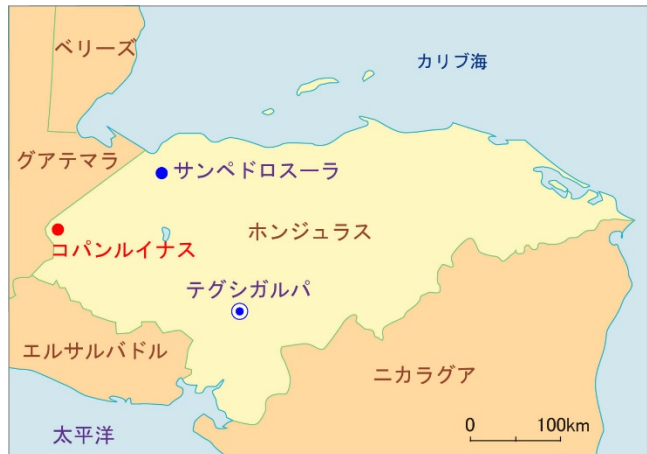 ベリーズ
カリブ海
グアテマラ
サンペドロスーラ
コパンルイナス
ホンジュラス
テグシガルパ
エルサルバドル
ニカラグア
太平洋
0 100km